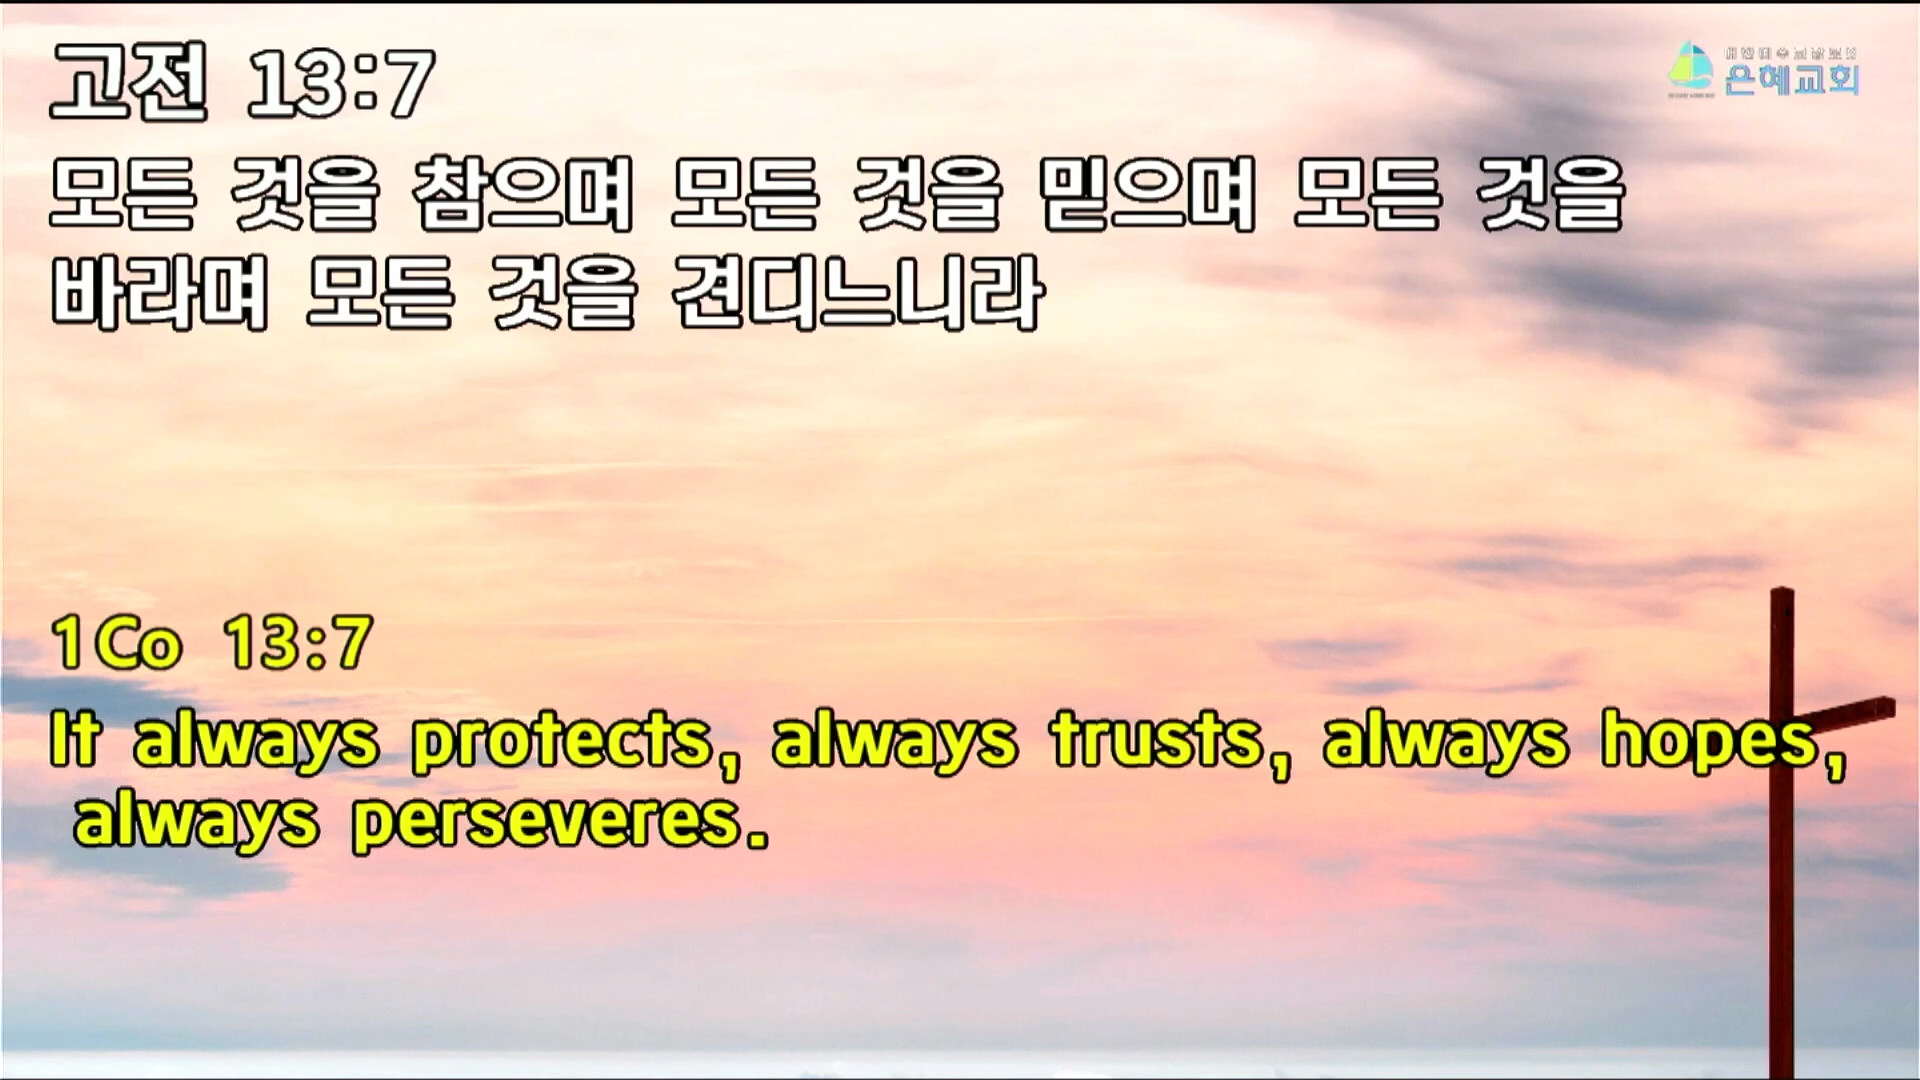 고전 13:7
은혜교회
모든 것을 참으며 모든 것을 믿으며 모든 것을
바라며 모든 것을 견디느니라
1Co 13:7
It always protects, always trusts, always hopes,
always perseveres.